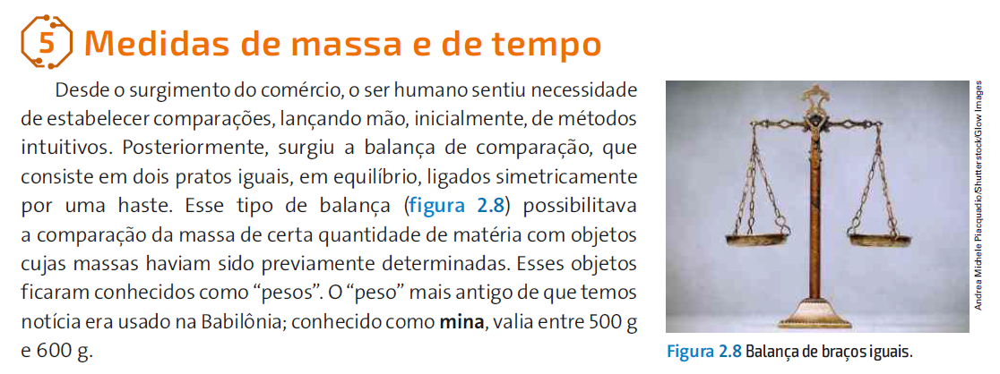 5 Medidas de massa e de tempo
Desde o surgimento do comércio, o ser humano sentiu necessidade
de estabelecer comparações, lançando mão, inicialmente, de métodos
intuitivos. Posteriormente, surgiu a balança de comparação, que
consiste em dois pratos iguais, em equilíbrio, ligados simetricamente
por uma haste. Esse tipo de balança (figura 2.8) possibilitava
a comparação da massa de certa quantidade de matéria com objetos
cujas massas haviam sido previamente determinadas. Esses objetos
ficaram conhecidos como “pesos”. O “peso” mais antigo de que temos
notícia era usado na Babilônia; conhecido como mina, valia entre 500 g
e 600 g.
Andrea Michele Piacquadio/Shutterstock/Glow Images
Figura 2.8 Balança de braços iguais.